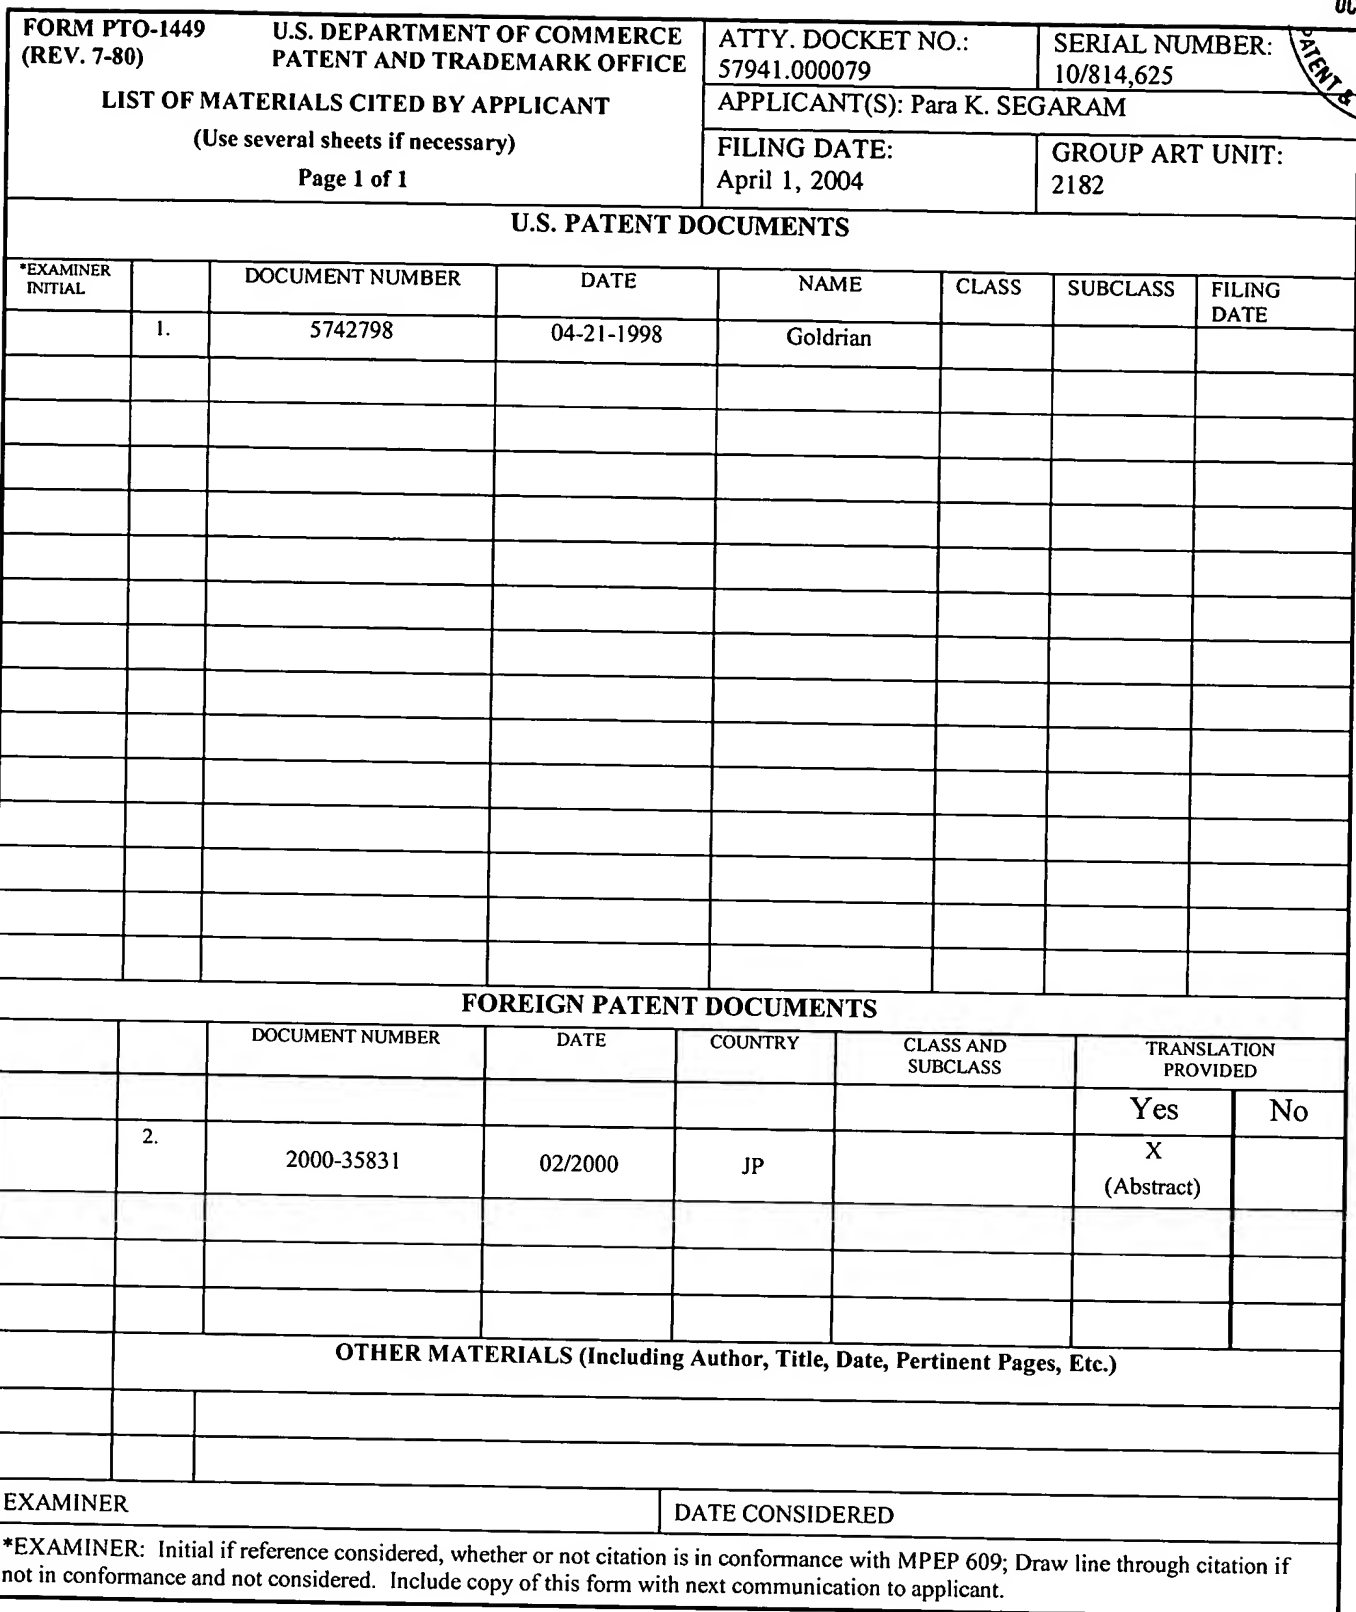 FORM PTO-1449
(REV. 7-80)
U.S. DEPARTMENT OF COMMERCE
PATENT AND TRADEMARK OFFICE
LIST OF MATERIALS CITED BY APPLICANT
(Use several sheets if necessary)
Page 1 of 1
ATTY. DOCKET NO.:
57941.000079
SERIAL NUMBER:
10/814,625
PATENT &
APPLICANT(S): Para K. SEGARAM
FILING DATE:
April 1, 2004
GROUP ART UNIT:
2182
U.S. PATENT DOCUMENTS
*EXAMINER
INITIAL
DOCUMENT NUMBER
DATE
NAME
CLASS
SUBCLASS
FILING
DATE
1.
5742798
04-21-1998
Goldrian
FOREIGN PATENT DOCUMENTS
DOCUMENT NUMBER
DATE
COUNTRY
CLASS AND
SUBCLASS
TRANSLATION
PROVIDED
Yes
No
2.
2000-35831
02/2000
JP
X
(Abstract)
OTHER MATERIALS (Including Author, Title, Date, Pertinent Pages, Etc.)
EXAMINER
DATE CONSIDERED
*EXAMINER: Initial if reference considered, whether or not citation is in conformance with MPEP 609; Draw line through citation if
not in conformance and not considered. Include copy of this form with next communication to applicant.